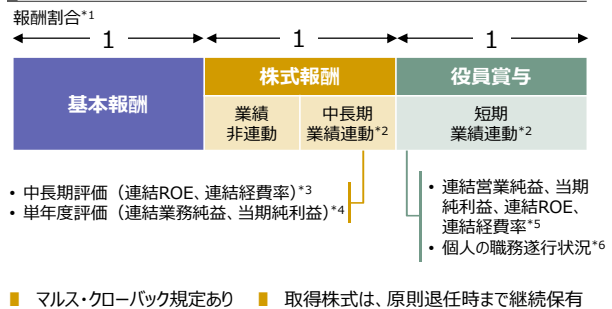 報酬割合*1
1 1 1
基本報酬
株式報酬
役員賞与
業績
非連動
中長期
業績連動*2
短期
業績連動*2
• 中長期評価（連結ROE、連結経費率）*3
• 単年度評価（連結業務純益、当期純利益）*4
• 連結営業純益、当期
純利益、連結ROE、
連結経費率*5
• 個人の職務遂行状況*6
■ マルス・クローバック規定あり ■ 取得株式は、原則退任時まで継続保有